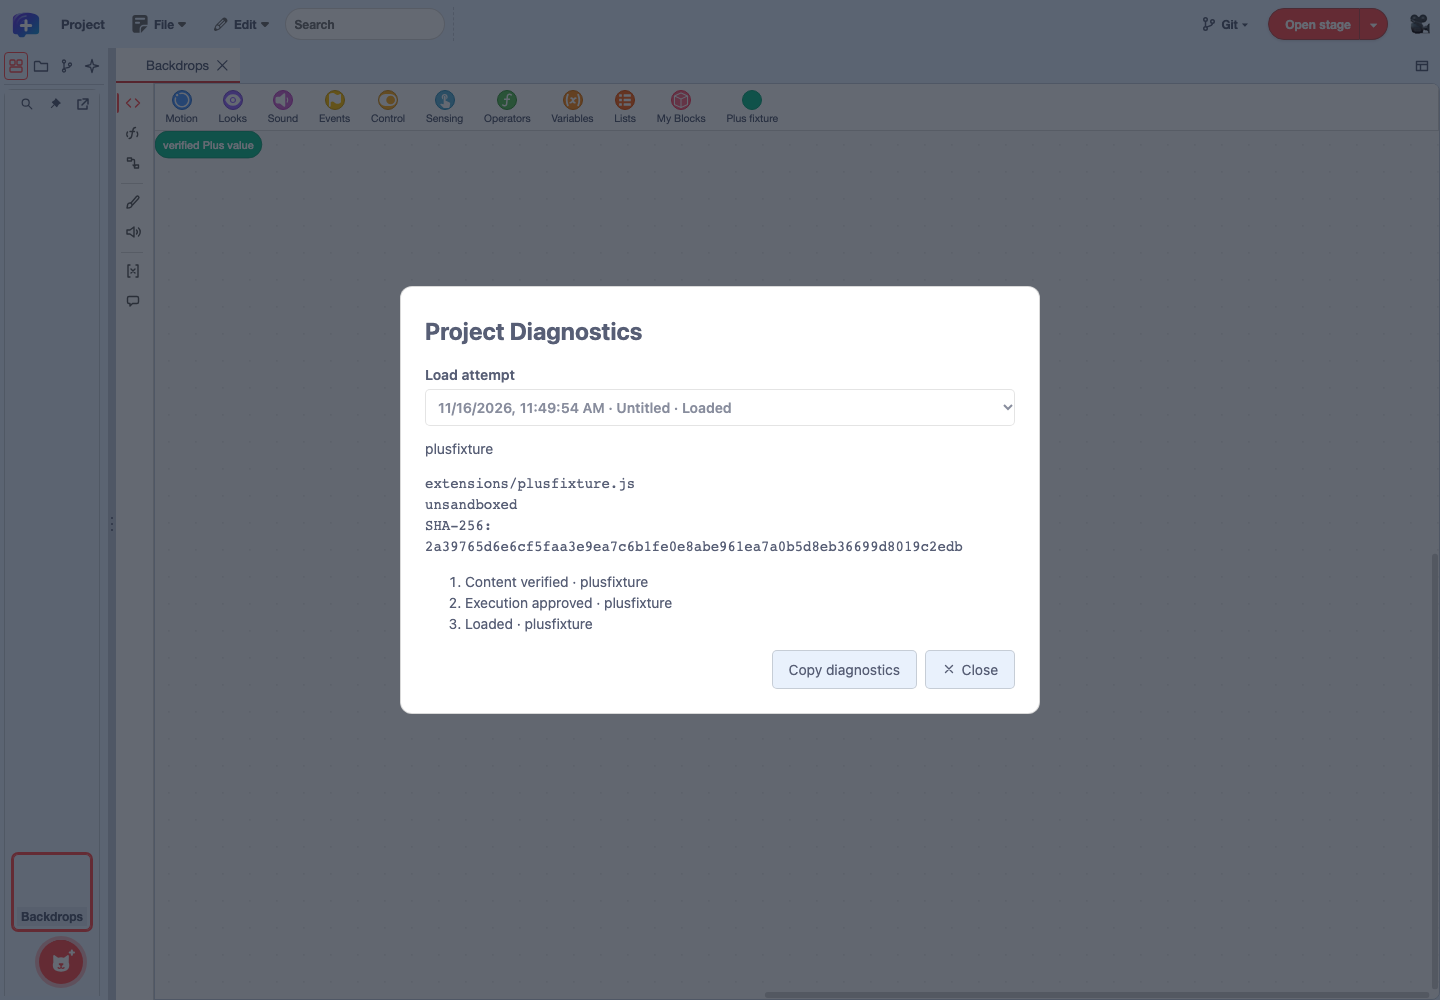 Project
File
Edit
Search
Git
Open stage
Backdrops
Motion
Looks
Sound
Events
Control
Sensing
Operators
Variables
Lists
My Blocks
Plus fixture
verified Plus value
Project Diagnostics
Load attempt
11/16/2026, 11:49:54 AM · Untitled · Loaded
plusfixture
extensions/plusfixture.js
unsandboxed
SHA-256:
2a39765d6e6cf5faa3e9ea7c6b1fe0e8abe961ea7a0b5d8eb36699d8019c2edb
1. Content verified · plusfixture
2. Execution approved · plusfixture
3. Loaded · plusfixture
Copy diagnostics
Close
Backdrops